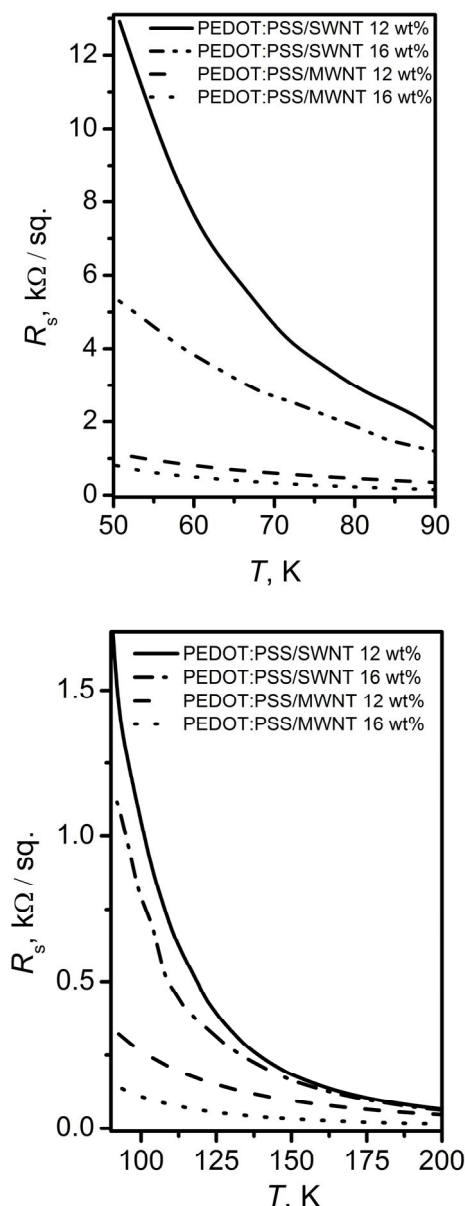 PEDOT:PSS/SWNT 12 wt%
PEDOT:PSS/SWNT 16 wt%
PEDOT:PSS/MWNT 12 wt%
PEDOT:PSS/MWNT 16 wt%
12
10
8
6
4
2
0
Rs, kΩ / sq.
50 60 70 80 90
T, K
PEDOT:PSS/SWNT 12 wt%
PEDOT:PSS/SWNT 16 wt%
PEDOT:PSS/MWNT 12 wt%
PEDOT:PSS/MWNT 16 wt%
1.5
1.0
0.5
0.0
Rs, kΩ / sq.
100 125 150 175 200
T, K